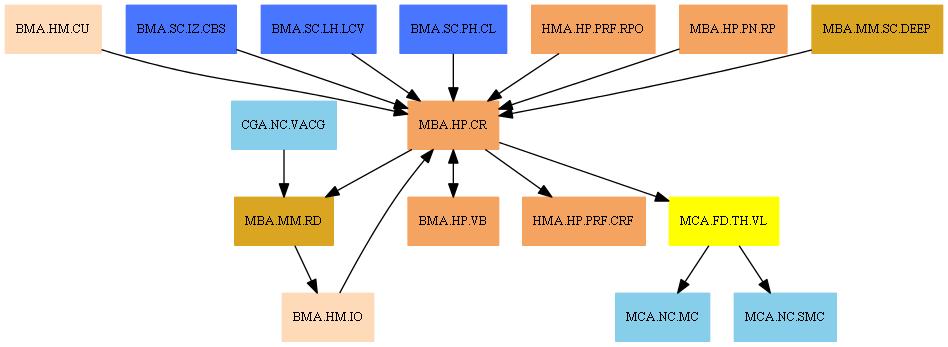 BMA.HM.CU
BMA.SC.IZ.CBS
BMA.SC.LH.LCV
BMA.SC.PH.CL
HMA.HP.PRF.RPO
MBA.HP.PN.RP
MBA.MM.SC.DEEP
CGA.NC.VACG
MBA.HP.CR
MBA.MM.RD
BMA.HP.VB
HMA.HP.PRF.CRF
MCA.FD.TH.VL
BMA.HM.IO
MCA.NC.MC
MCA.NC.SMC